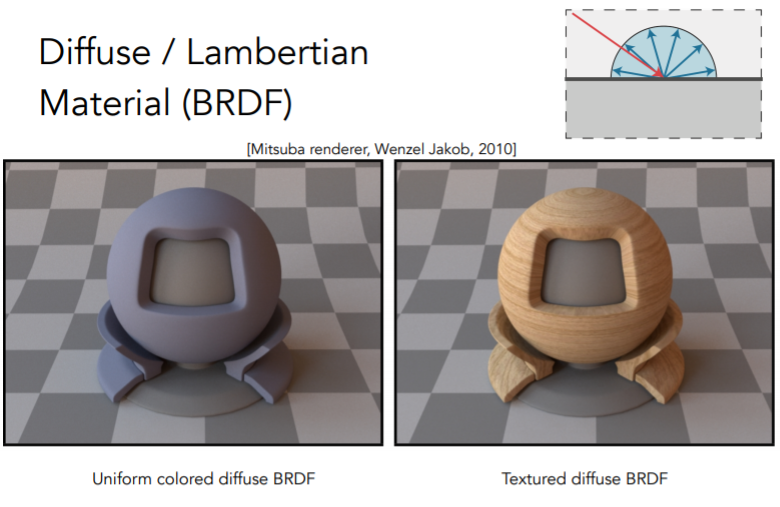 Diffuse / Lambertian
Material (BRDF)
[Mitsuba renderer, Wenzel Jakob, 2010]
Uniform colored diffuse BRDF
Textured diffuse BRDF